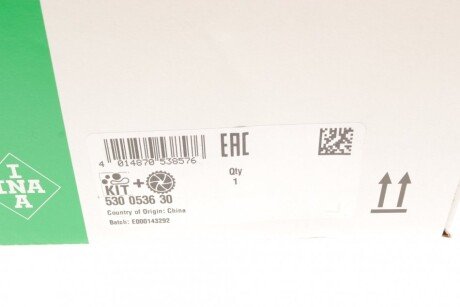 I
INA
A
4 014870 538576
EAC
KIT +
Qty
1
530 0536 30
Country of Origin: China
Batch: E000143292